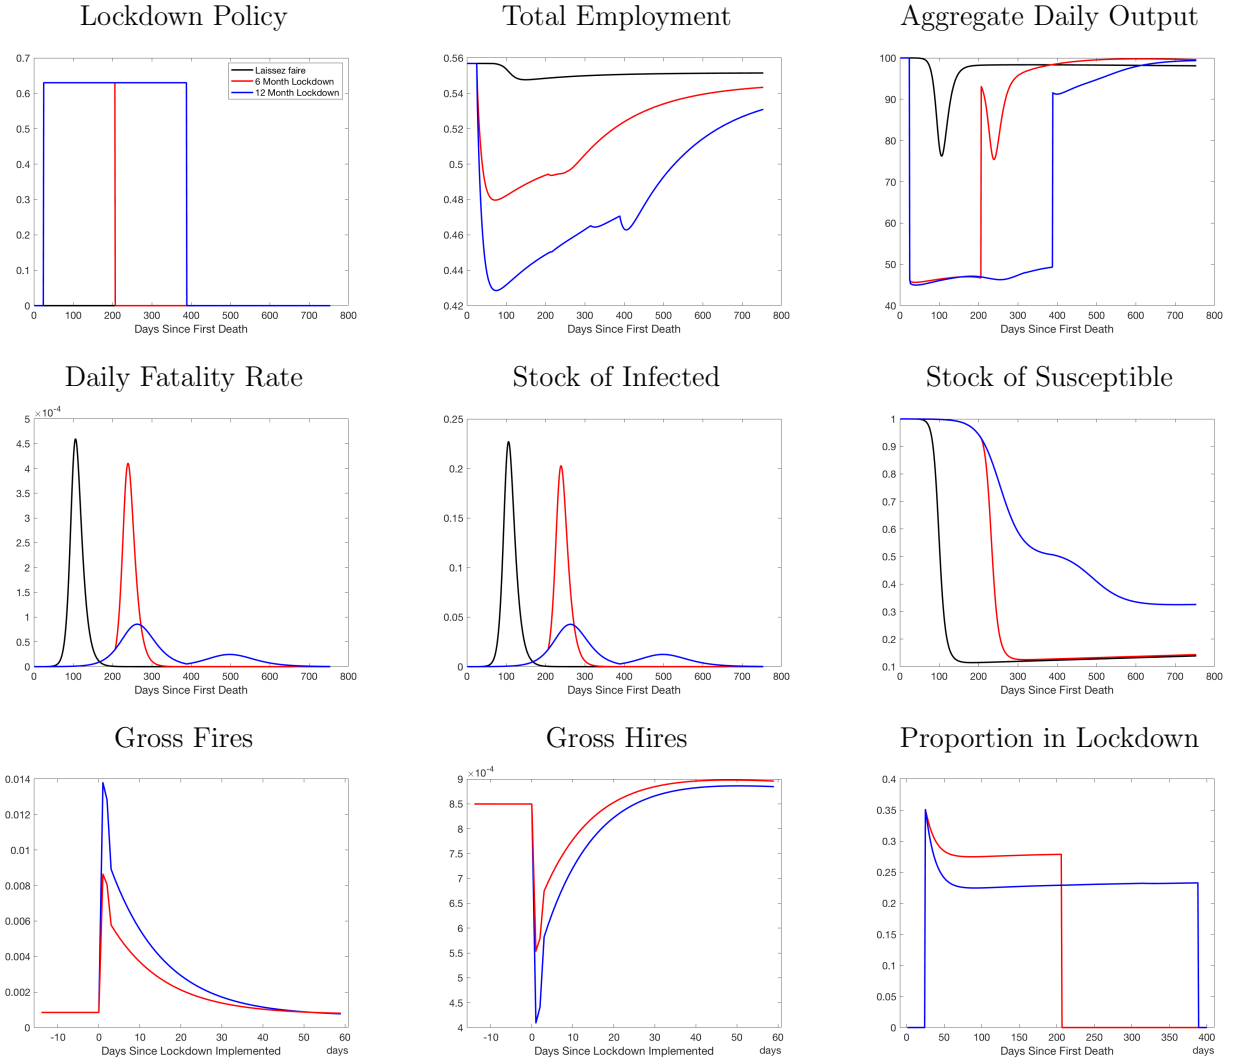 Lockdown Policy
Total Employment
Aggregate Daily Output
0.7
0.6
0.5
0.4
0.3
0.2
0.1
0
0 100 200 300 400 500 600 700 800
Days Since First Death
Laissez faire
6 Month Lockdown
12 Month Lockdown
0.56
0.54
0.52
0.5
0.48
0.46
0.44
0.42
0 100 200 300 400 500 600 700 800
Days Since First Death
100
90
80
70
60
50
40
0 100 200 300 400 500 600 700 800
Days Since First Death
Daily Fatality Rate
Stock of Infected
Stock of Susceptible
×10-4
5
4.5
4
3.5
3
2.5
2
1.5
1
0.5
0
0 100 200 300 400 500 600 700 800
Days Since First Death
0.25
0.2
0.15
0.1
0.05
0
0 100 200 300 400 500 600 700 800
Days Since First Death
1
0.9
0.8
0.7
0.6
0.5
0.4
0.3
0.2
0.1
0 100 200 300 400 500 600 700 800
Days Since First Death
Gross Fires
Gross Hires
Proportion in Lockdown
0.014
0.012
0.01
0.008
0.006
0.004
0.002
0
-10 0 10 20 30 40 50 60
Days Since Lockdown Implemented
days
×10-4
9
8.5
8
7.5
7
6.5
6
5.5
5
4.5
4
-10 0 10 20 30 40 50 60
Days Since Lockdown Implemented
days
0.4
0.35
0.3
0.25
0.2
0.15
0.1
0.05
0
0 50 100 150 200 250 300 350 400
Days Since First Death
days